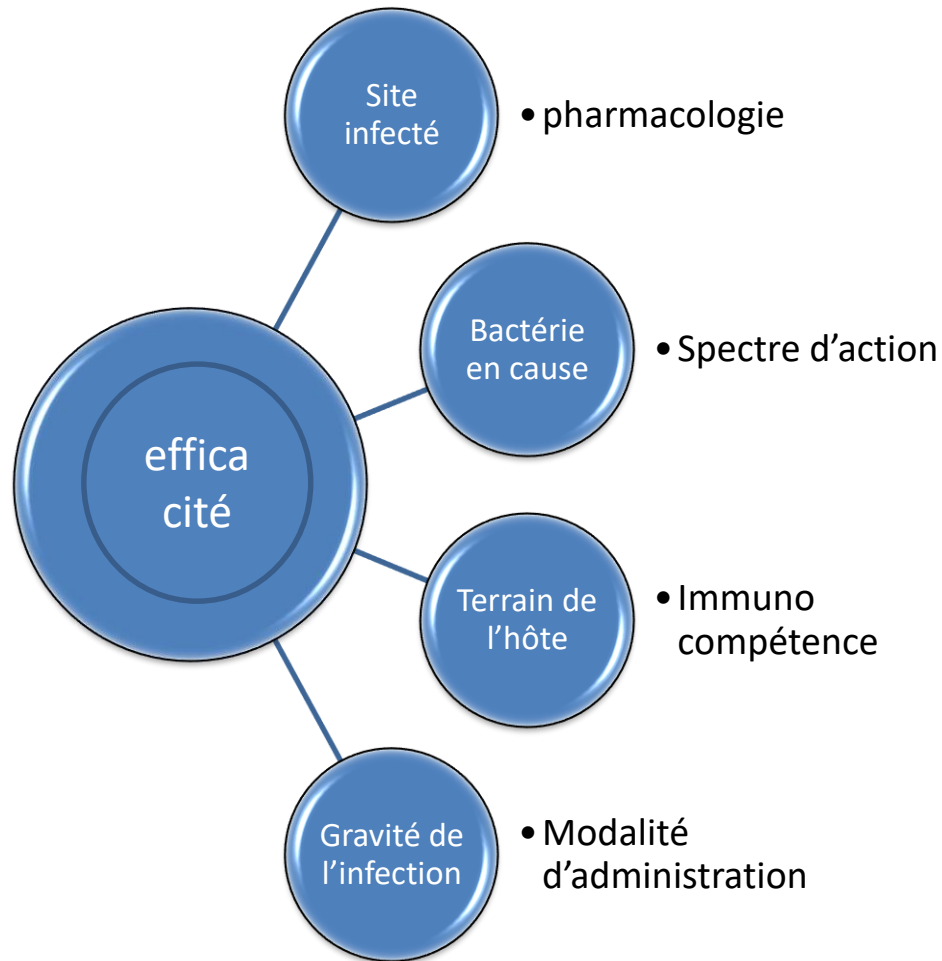 Site
infecté
• pharmacologie
Bactérie
en cause
• Spectre d’action
effica
cité
Terrain de
l’hôte
• Immuno
compétence
Gravité de
l’infection
• Modalité
d’administration